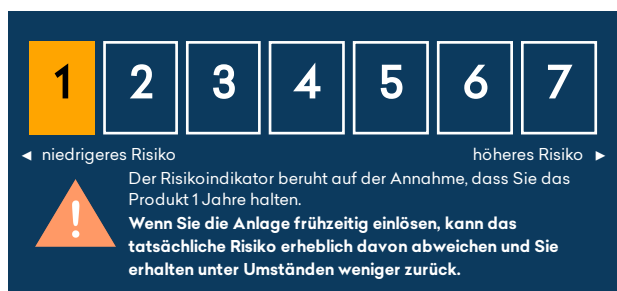 1 2 3 4 5 6 7
◄ niedrigeres Risiko höheres Risiko ►
Der Risikoindikator beruht auf der Annahme, dass Sie das
Produkt 1 Jahre halten.
Wenn Sie die Anlage frühzeitig einlösen, kann das
tatsächliche Risiko erheblich davon abweichen und Sie
erhalten unter Umständen weniger zurück.